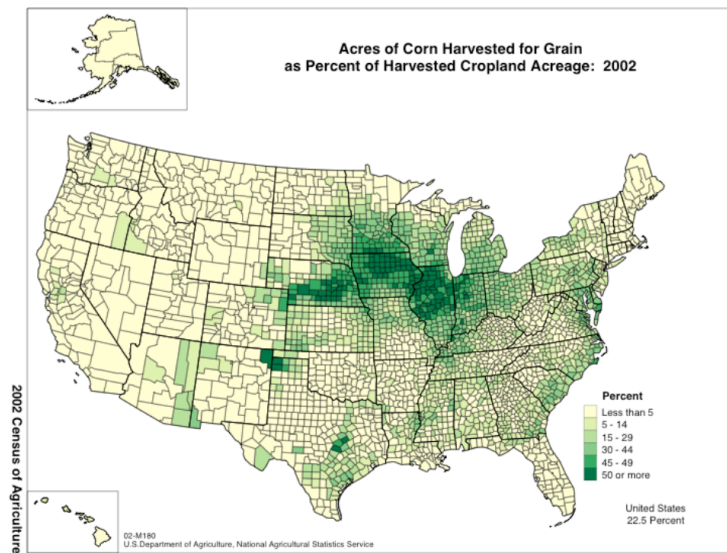 Acres of Corn Harvested for Grain
as Percent of Harvested Cropland Acreage: 2002
2002 Census of Agriculture
Percent
Less than 5
5 - 14
15 - 29
30 - 44
45 - 49
50 or more
United States
22.5 Percent
02-M180
U.S.Department of Agriculture, National Agricultural Statistics Service